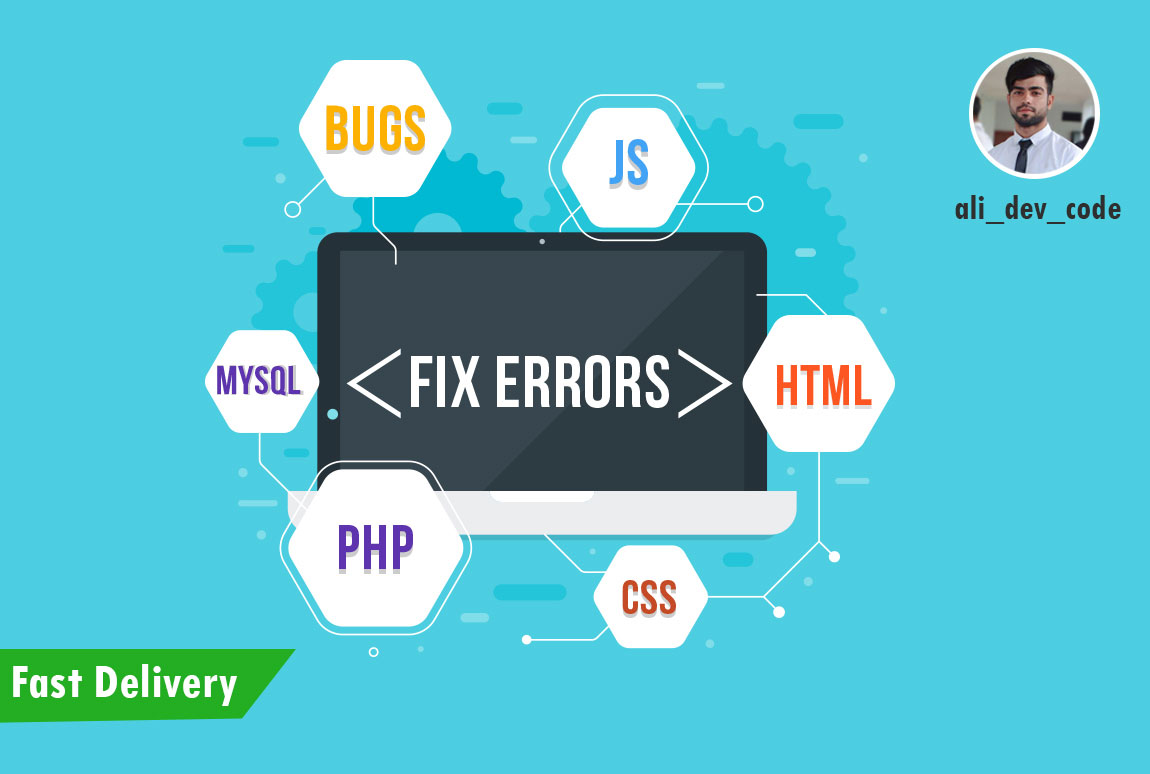 BUGS
JS
ali_dev_code
MYSQL
<FIX ERRORS>
HTML
PHP
CSS
Fast Delivery